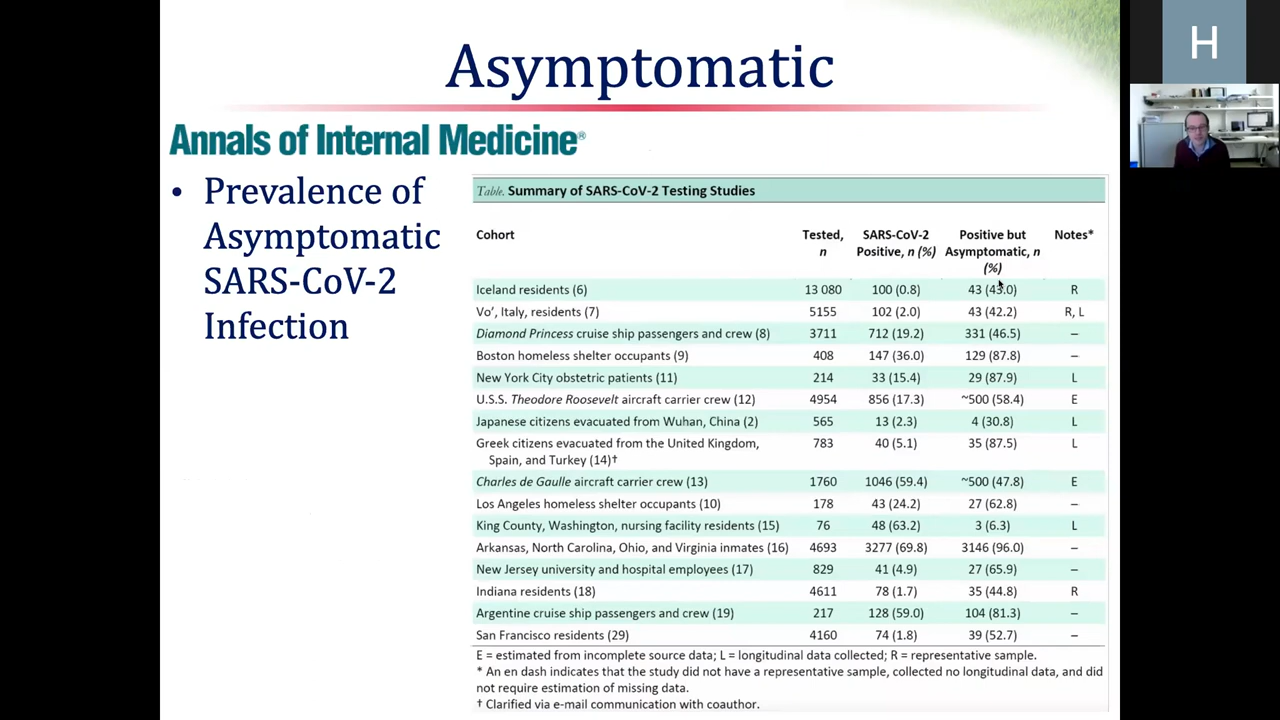 Asymptomatic
H
Annals of Internal Medicine®
• Prevalence of
Asymptomatic
SARS-CoV-2
Infection
Table. Summary of SARS-CoV-2 Testing Studies
Cohort Tested, n SARS-CoV-2 Positive, n (%) Positive but Asymptomatic, n (%) Notes*
Iceland residents (6) 13 080 100 (0.8) 43 (43.0) R
Vo’, Italy, residents (7) 5155 102 (2.0) 43 (42.2) R, L
Diamond Princess cruise ship passengers and crew (8) 3711 712 (19.2) 331 (46.5) –
Boston homeless shelter occupants (9) 408 147 (36.0) 129 (87.8) –
New York City obstetric patients (11) 214 33 (15.4) 29 (87.9) L
U.S.S. Theodore Roosevelt aircraft carrier crew (12) 4954 856 (17.3) ~500 (58.4) E
Japanese citizens evacuated from Wuhan, China (2) 565 13 (2.3) 4 (30.8) L
Greek citizens evacuated from the United Kingdom, 783 40 (5.1) 35 (87.5) L
Spain, and Turkey (14)†
Charles de Gaulle aircraft carrier crew (13) 1760 1046 (59.4) ~500 (47.8) E
Los Angeles homeless shelter occupants (10) 178 43 (24.2) 27 (62.8) –
King County, Washington, nursing facility residents (15) 76 48 (63.2) 3 (6.3) L
Arkansas, North Carolina, Ohio, and Virginia inmates (16) 4693 3277 (69.8) 3146 (96.0) –
New Jersey university and hospital employees (17) 829 41 (4.9) 27 (65.9) –
Indiana residents (18) 4611 78 (1.7) 35 (44.8) R
Argentine cruise ship passengers and crew (19) 217 128 (59.0) 104 (81.3) –
San Francisco residents (29) 4160 74 (1.8) 39 (52.7) –
E = estimated from incomplete source data; L = longitudinal data collected; R = representative sample.
* An en dash indicates that the study did not have a representative sample, collected no longitudinal data, and did
not require estimation of missing data.
† Clarified via e-mail communication with coauthor.